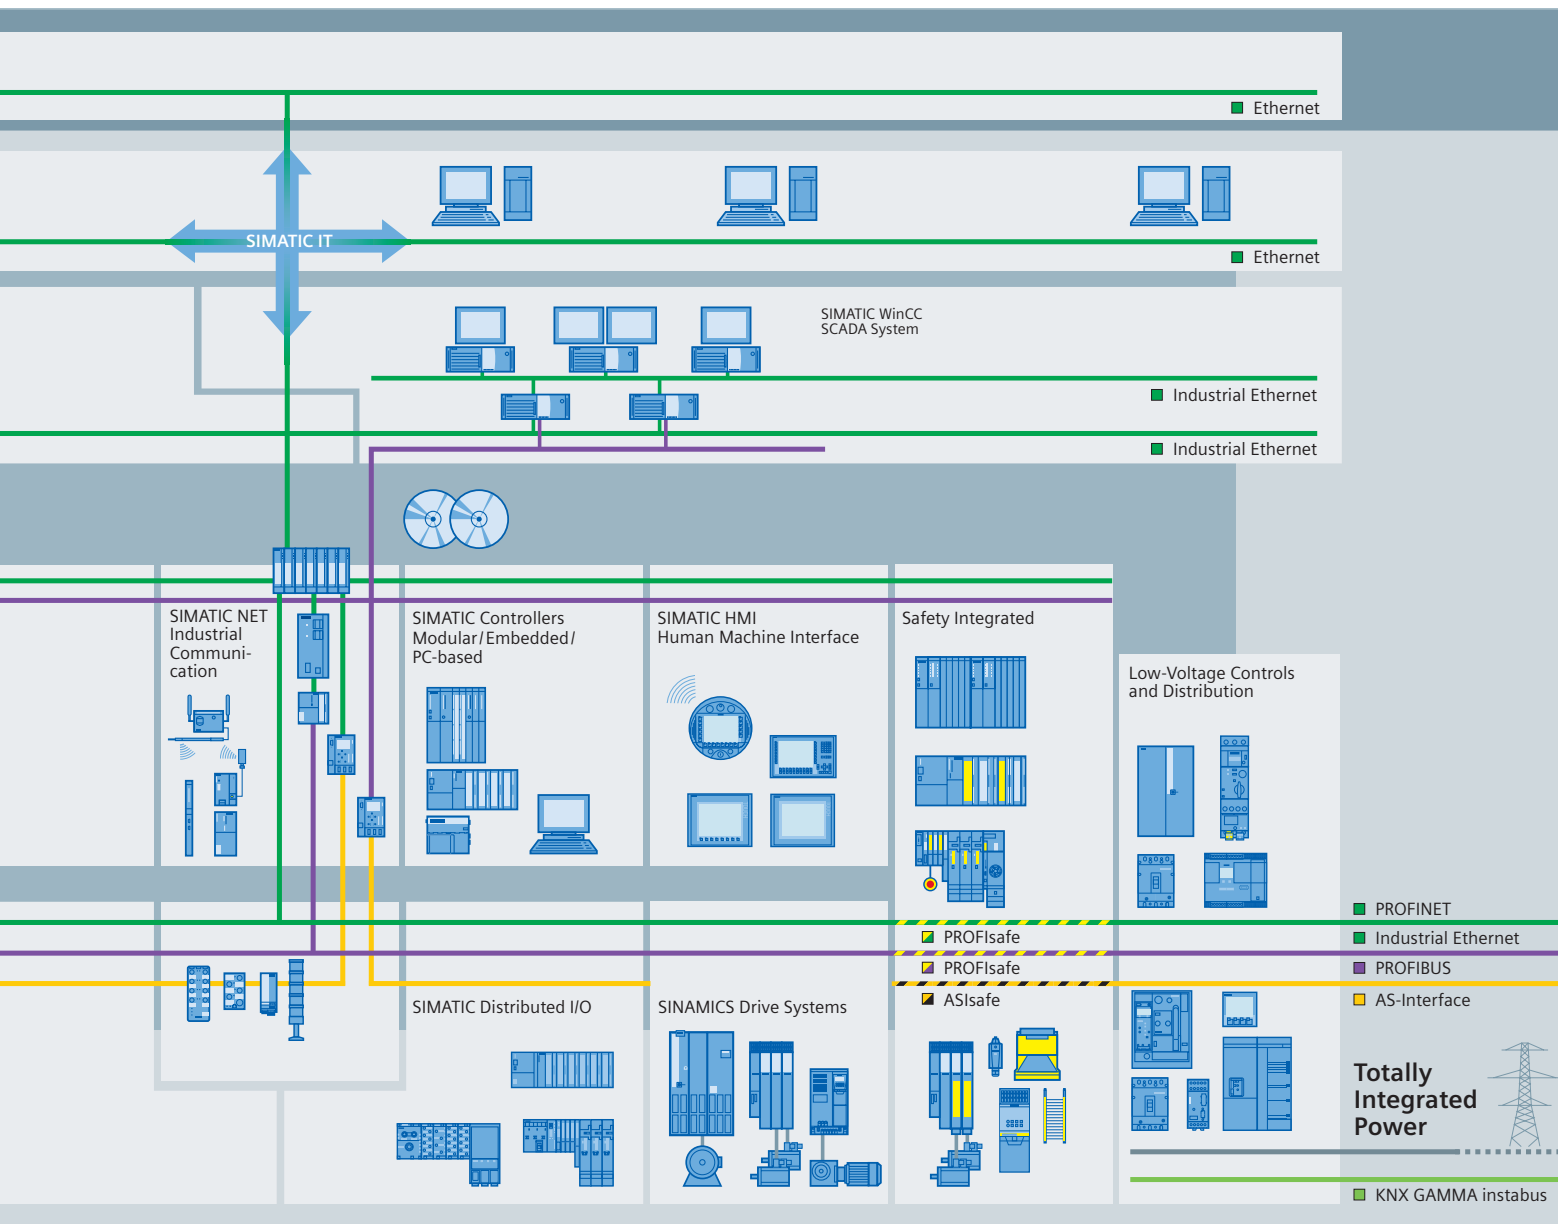 Ethernet
SIMATIC IT
Ethernet
SIMATIC WinCC
SCADA System
Industrial Ethernet
Industrial Ethernet
SIMATIC NET
Industrial
Communi-
cation
SIMATIC Controllers
Modular/Embedded/
PC-based
SIMATIC HMI
Human Machine Interface
Safety Integrated
Low-Voltage Controls
and Distribution
PROFINET
PROFIsafe
Industrial Ethernet
PROFIsafe
PROFIBUS
ASIsafe
AS-Interface
SIMATIC Distributed I/O
SINAMICS Drive Systems
Totally
Integrated
Power
KNX GAMMA instabus